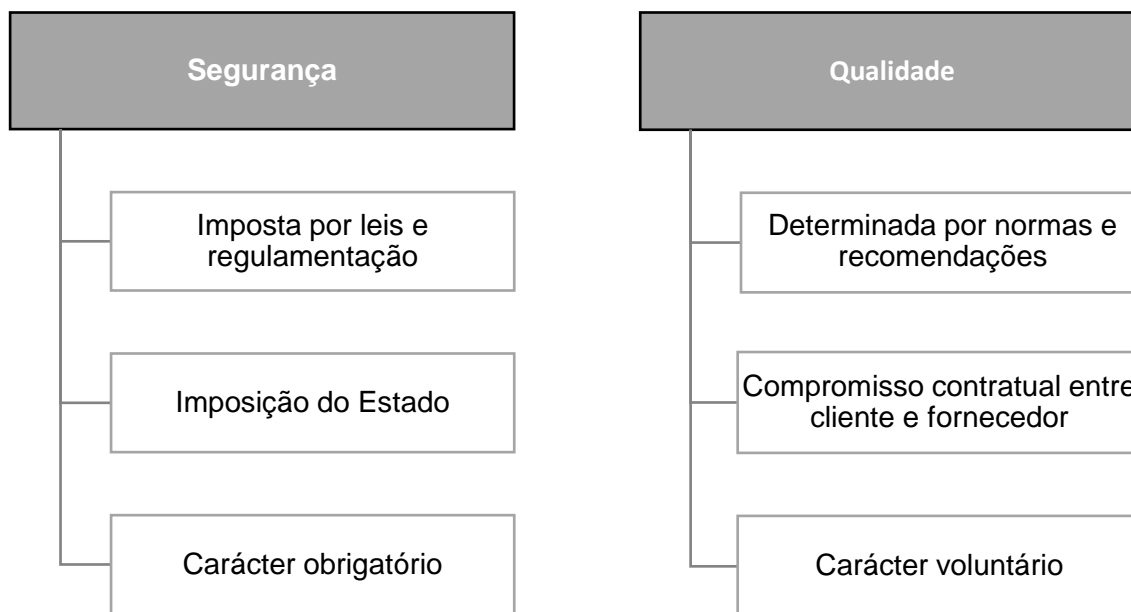 Segurança
Imposta por leis e
regulamentação
Imposição do Estado
Carácter obrigatório
Qualidade
Determinada por normas e
recomendações
Compromisso contratual entre
cliente e fornecedor
Carácter voluntário